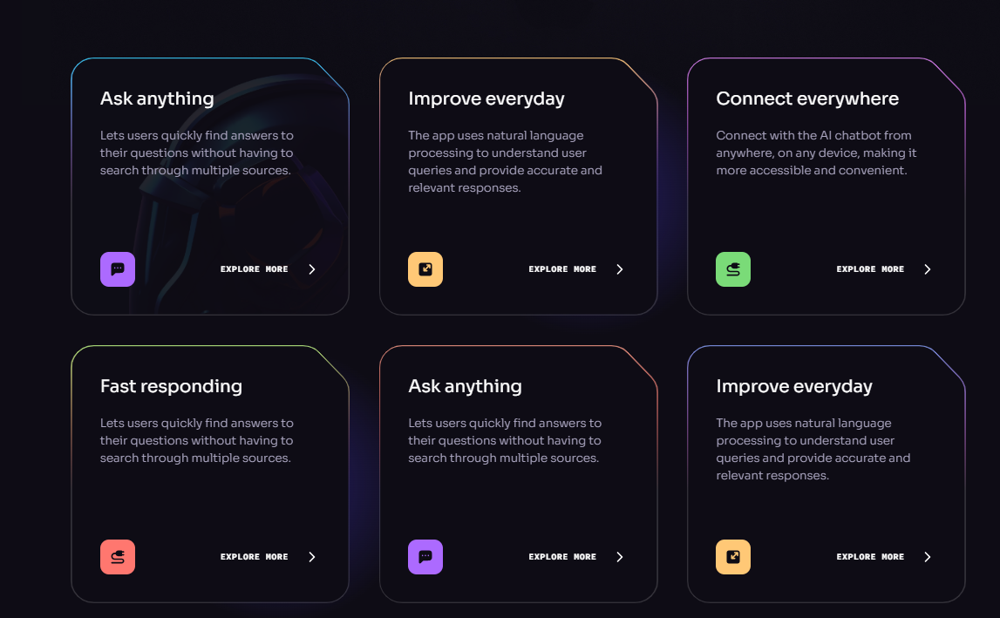 Ask anything
Lets users quickly find answers to
their questions without having to
search through multiple sources.
EXPLORE MORE
Improve everyday
The app uses natural language
processing to understand user
queries and provide accurate and
relevant responses.
EXPLORE MORE
Connect everywhere
Connect with the AI chatbot from
anywhere, on any device, making it
more accessible and convenient.
EXPLORE MORE
Fast responding
Lets users quickly find answers to
their questions without having to
search through multiple sources.
EXPLORE MORE
Ask anything
Lets users quickly find answers to
their questions without having to
search through multiple sources.
EXPLORE MORE
Improve everyday
The app uses natural language
processing to understand user
queries and provide accurate and
relevant responses.
EXPLORE MORE